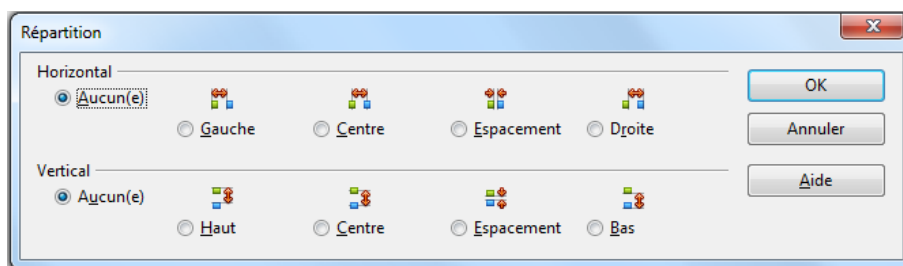 Répartition
Horizontal
Aucun(e)
Gauche
Centre
Espacement
Droite
Vertical
Aucun(e)
Haut
Centre
Espacement
Bas
OK
Annuler
Aide